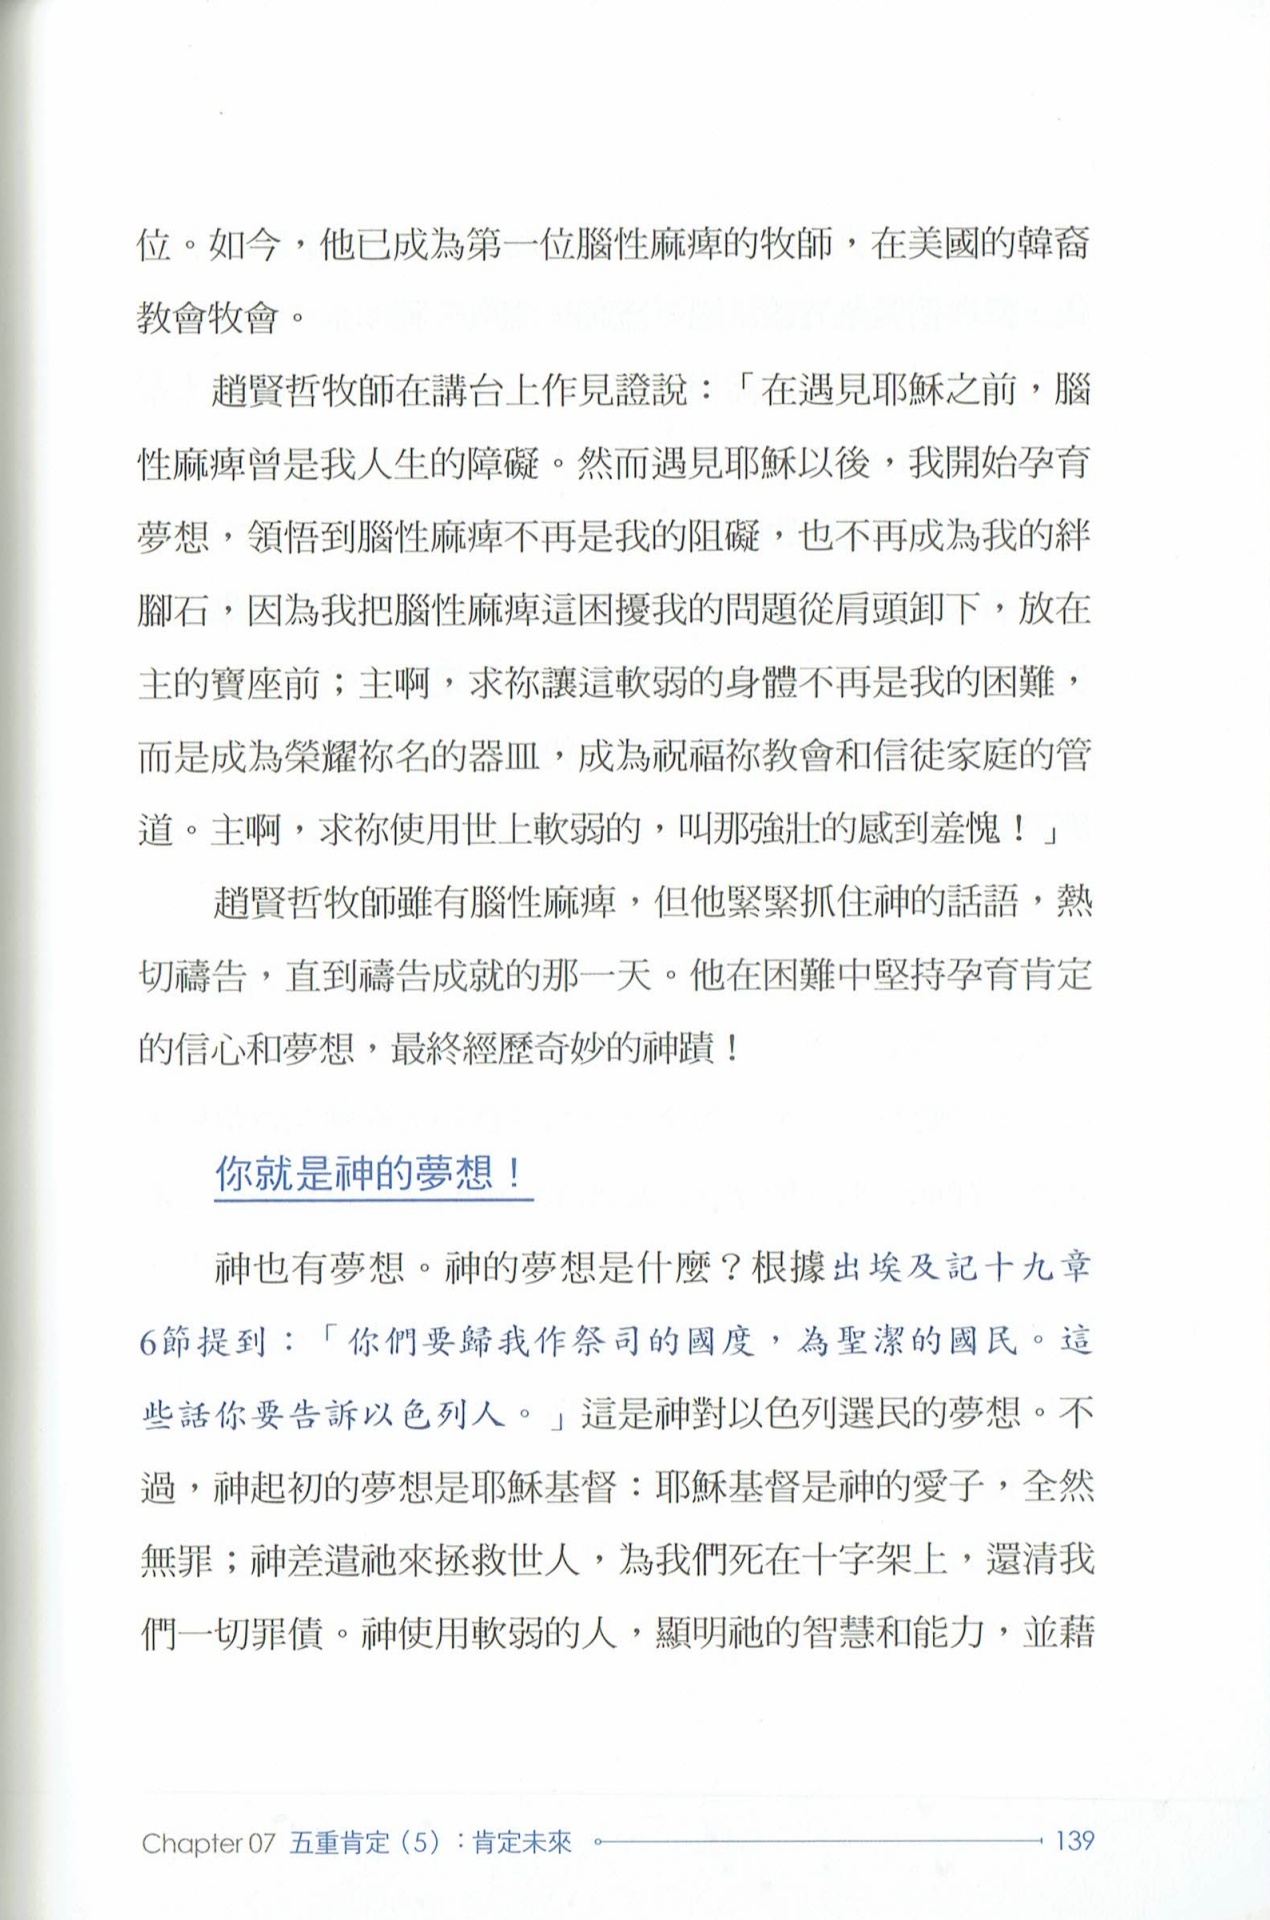 位。如今，他已成為第一位腦性麻痺的牧師，在美國的韓裔
教會牧會。
趙賢哲牧師在講台上作見證說：「在遇見耶穌之前，腦
性麻痺曾是我人生的障礙。然而遇見耶穌以後，我開始孕育
夢想，領悟到腦性麻痺不再是我的阻礙，也不再成為我的絆
腳石，因為我把腦性麻痺這困擾我的問題從肩頭卸下，放在
主的寶座前；主啊，求祢讓這軟弱的身體不再是我的困難，
而是成為榮耀祢名的器皿，成為祝福祢教會和信徒家庭的管
道。主啊，求祢使用世上軟弱的，叫那強壯的感到羞愧！」
趙賢哲牧師雖有腦性麻痺，但他緊緊抓住神的話語，熱
切禱告，直到禱告成就的那一天。他在困難中堅持孕育肯定
的信心和夢想，最終經歷奇妙的神蹟！
你就是神的夢想！
神也有夢想。神的夢想是什麼？根據出埃及記十九章
6節提到：「你們要歸我作祭司的國度，為聖潔的國民。這
些話你要告訴以色列人。」這是神對以色列選民的夢想。不
過，神起初的夢想是耶穌基督：耶穌基督是神的愛子，全然
無罪；神差遣祂來拯救世人，為我們死在十字架上，還清我
們一切罪債。神使用軟弱的人，顯明祂的智慧和能力，並藉
Chapter 07 五重肯定（5）：肯定未來 139